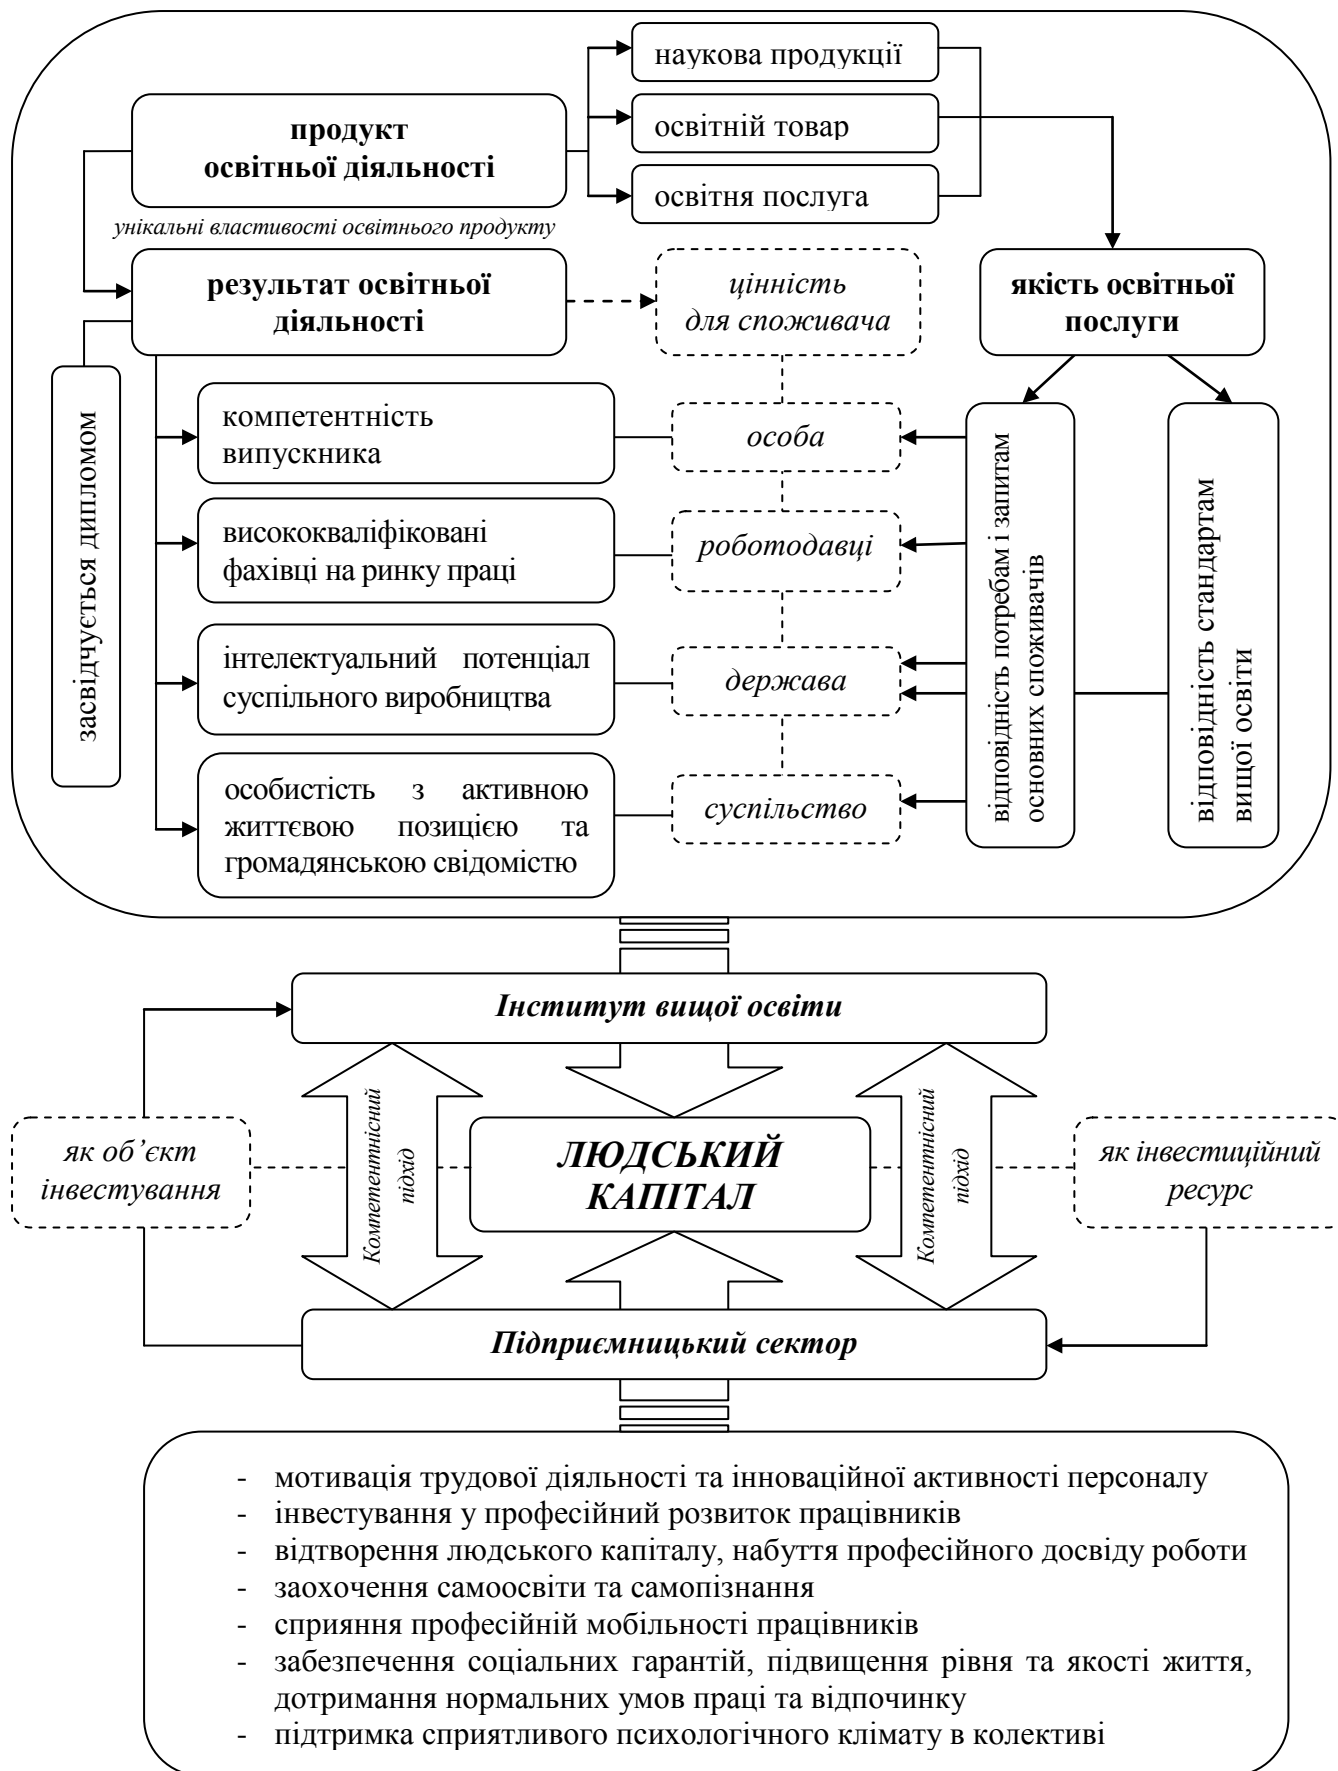 наукова продукції
продукт
освітньої діяльності
освітній товар
освітня послуга
унікальні властивості освітнього продукту
результат освітньої
діяльності
цінність
для споживача
якість освітньої
послуги
засвідчується дипломом
компетентність
випускника
особа
висококваліфіковані
фахівці на ринку праці
роботодавці
інтелектуальний потенціал
суспільного виробництва
держава
особистість з активною
життєвою позицією та
громадянською свідомістю
суспільство
відповідність потребам і запитам
основних споживачів
відповідність стандартам
вищої освіти
Інститут вищої освіти
як об’єкт
інвестування
Компетентнісний
підхід
ЛЮДСЬКИЙ
КАПІТАЛ
Компетентнісний
підхід
як інвестиційний
ресурс
Підприємницький сектор
- мотивація трудової діяльності та інноваційної активності персоналу
- інвестування у професійний розвиток працівників
- відтворення людського капіталу, набуття професійного досвіду роботи
- заохочення самоосвіти та самопізнання
- сприяння професійній мобільності працівників
- забезпечення соціальних гарантій, підвищення рівня та якості життя,
дотримання нормальних умов праці та відпочинку
- підтримка сприятливого психологічного клімату в колективі